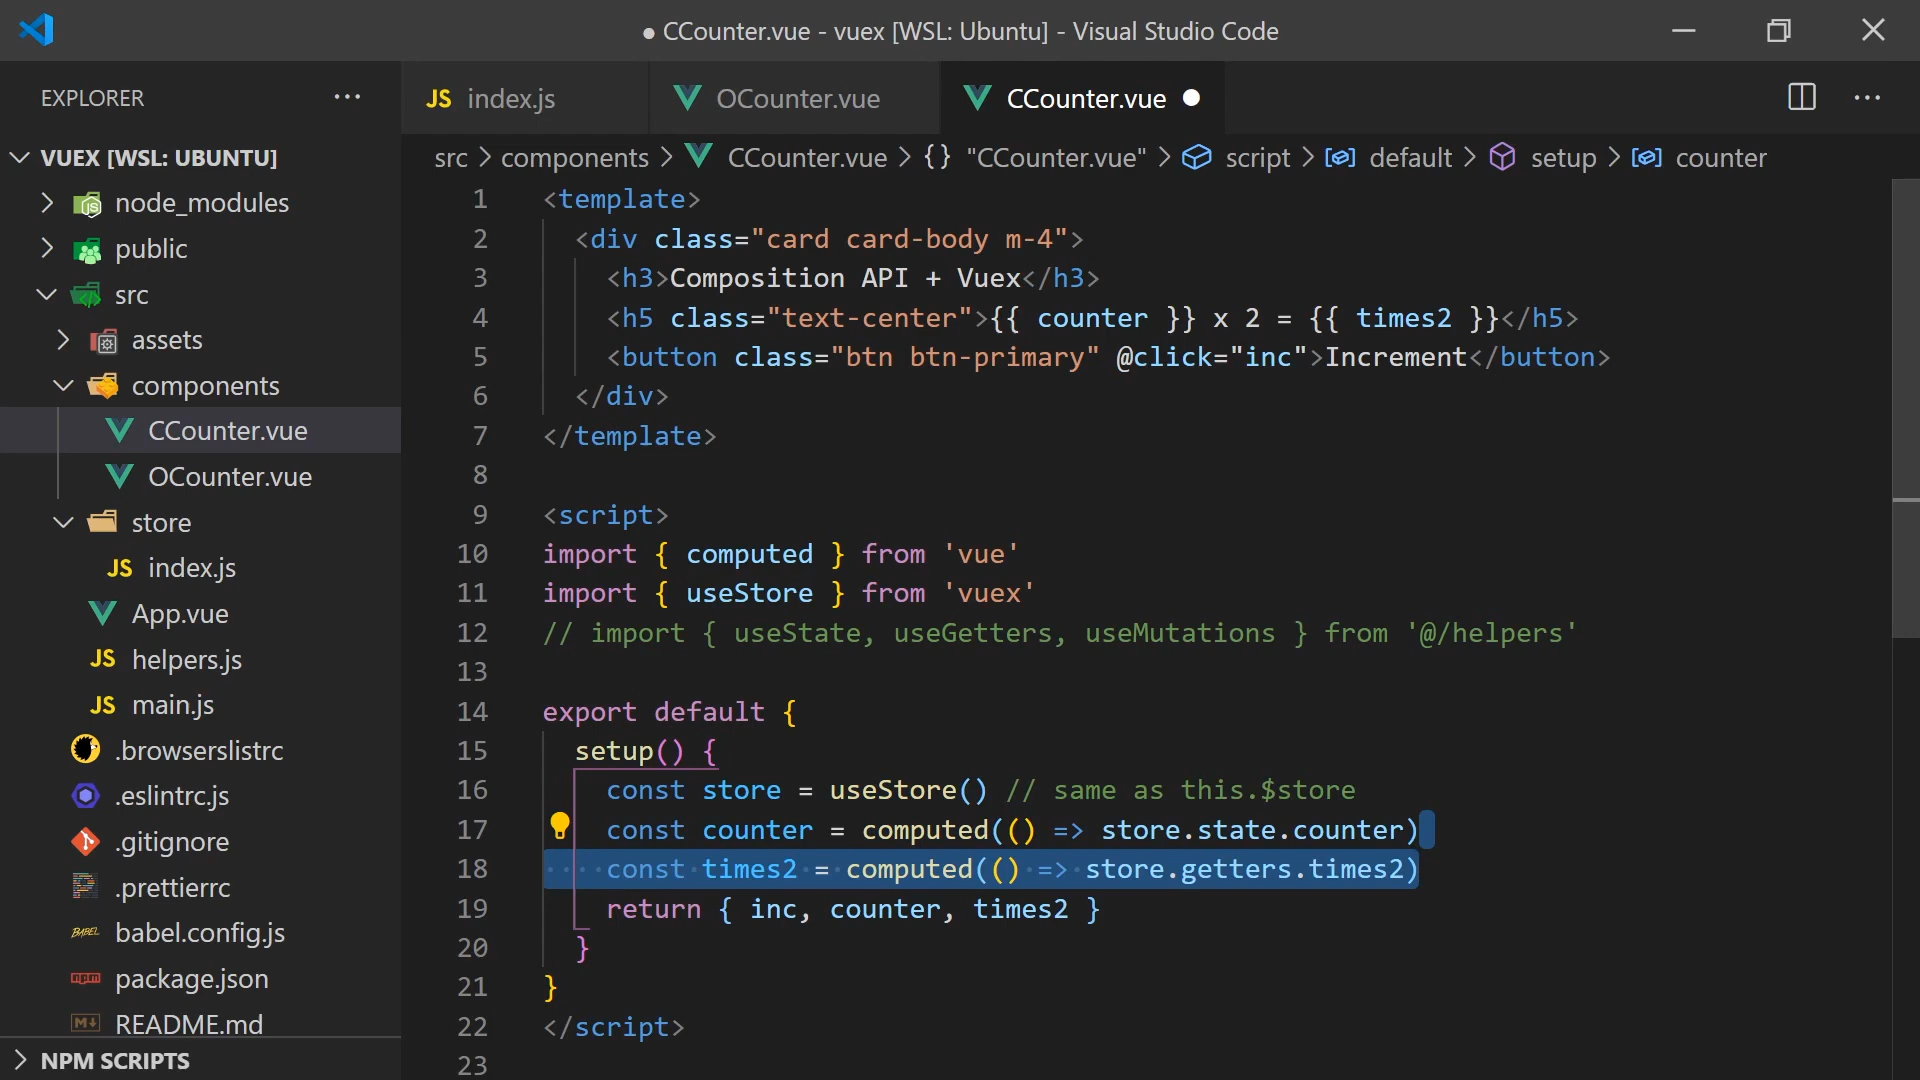 ● CCounter.vue - vuex [WSL: Ubuntu] - Visual Studio Code
EXPLORER
VUEX [WSL: UBUNTU]
node_modules
public
src
assets
components
CCounter.vue
OCounter.vue
store
JS index.js
App.vue
JS helpers.js
JS main.js
.browserslistrc
.eslintrc.js
.gitignore
.prettierrc
BABEL babel.config.js
npm package.json
M↓ README.md
NPM SCRIPTS
JS index.js
OCounter.vue
CCounter.vue ●
src > components > CCounter.vue > {} "CCounter.vue" > script > default > setup > counter
1 <template>
2 <div class="card card-body m-4">
3 <h3>Composition API + Vuex</h3>
4 <h5 class="text-center">{{ counter }} x 2 = {{ times2 }}</h5>
5 <button class="btn btn-primary" @click="inc">Increment</button>
6 </div>
7 </template>
8
9 <script>
10 import { computed } from 'vue'
11 import { useStore } from 'vuex'
12 // import { useState, useGetters, useMutations } from '@/helpers'
13
14 export default {
15 setup() {
16 const store = useStore() // same as this.$store
17 const counter = computed(() => store.state.counter)
18 const times2 = computed(() => store.getters.times2)
19 return { inc, counter, times2 }
20 }
21 }
22 </script>
23